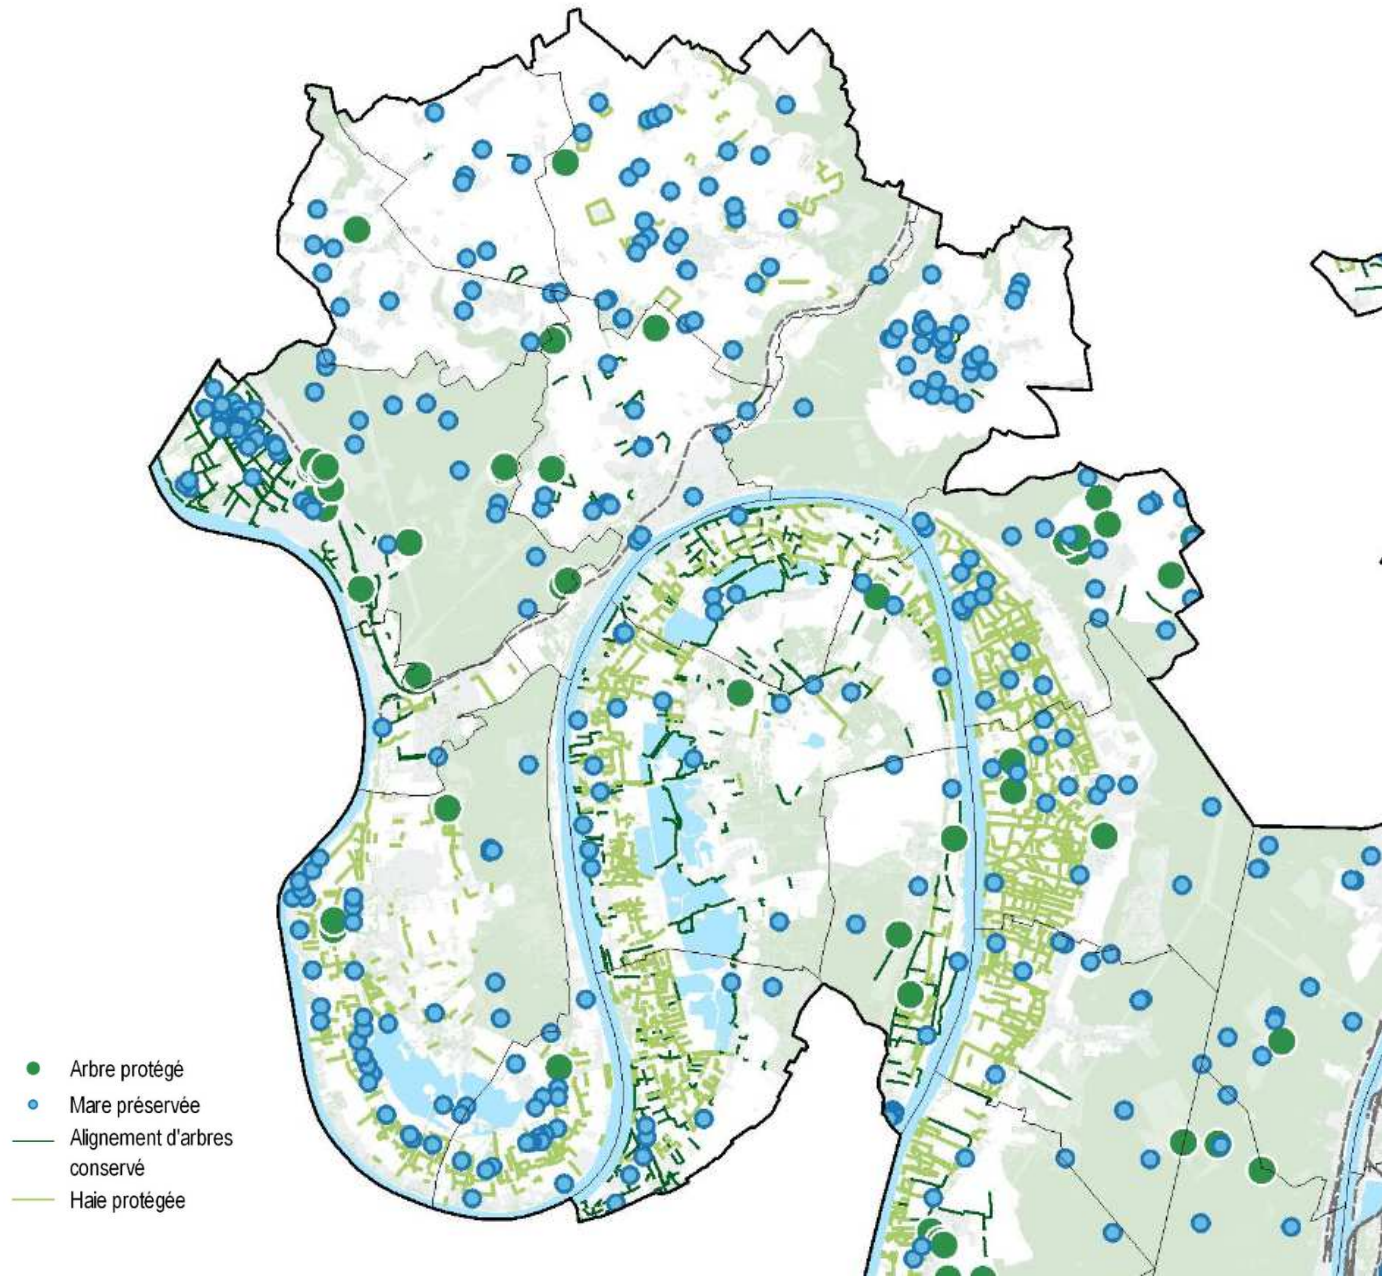 Arbre protégé
Mare préservée
Alignement d'arbres
conservé
Haie protégée